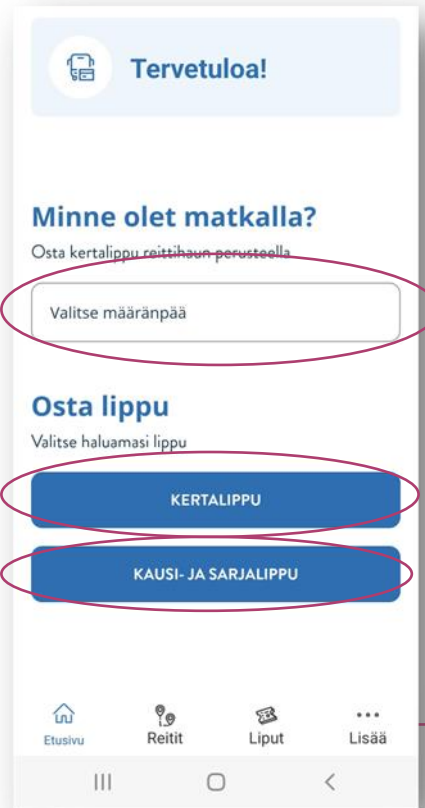 Tervetuloa!
Minne olet matkalla?
Osta kertalippu reittihaun perusteella
Valitse määränpää
Osta lippu
Valitse haluamasi lippu
KERTALIPPU
KAUSI- JA SARJALIPPU
Etusivu Reitit Liput Lisää